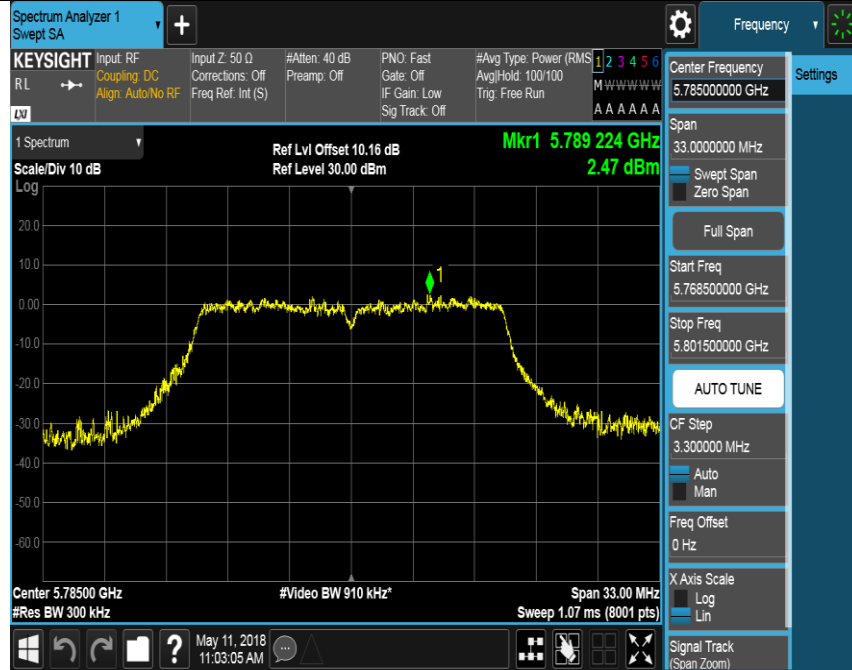 Spectrum Analyzer 1
Swept SA
+
Frequency
KEYSIGHT
RL
LXI
Input: RF
Coupling: DC
Align: Auto/No RF
Input Z: 50 Ω
Corrections: Off
Freq Ref: Int (S)
#Atten: 40 dB
Preamp: Off
PNO: Fast
Gate: Off
IF Gain: Low
Sig Track: Off
#Avg Type: Power (RMS
Avg|Hold: 100/100
Trig: Free Run
1 2 3 4 5 6
M W W W W W
A A A A A A
1 Spectrum
Scale/Div 10 dB
Log
Ref Lvl Offset 10.16 dB
Ref Level 30.00 dBm
Mkr1 5.789 224 GHz
2.47 dBm
20.0
10.0
0.00
-10.0
-20.0
-30.0
-40.0
-50.0
-60.0
1
Center 5.78500 GHz
#Res BW 300 kHz
#Video BW 910 kHz*
Span 33.00 MHz
Sweep 1.07 ms (8001 pts)
?
May 11, 2018
11:03:05 AM
Center Frequency
5.785000000 GHz
Span
33.0000000 MHz
Swept Span
Zero Span
Full Span
Start Freq
5.768500000 GHz
Stop Freq
5.801500000 GHz
AUTO TUNE
CF Step
3.300000 MHz
Auto
Man
Freq Offset
0 Hz
X Axis Scale
Log
Lin
Signal Track
(Span Zoom)
Settings